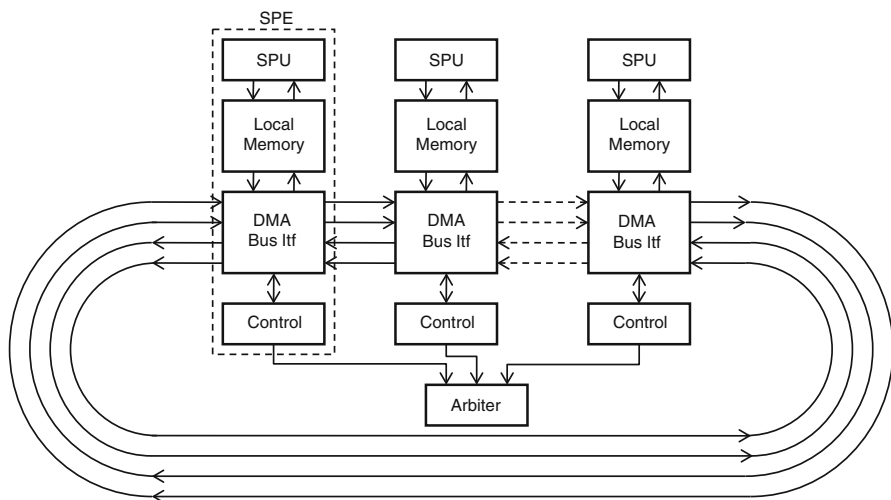 SPE
SPU
SPU
SPU
Local
Memory
Local
Memory
Local
Memory
DMA
Bus Itf
DMA
Bus Itf
DMA
Bus Itf
Control
Control
Control
Arbiter